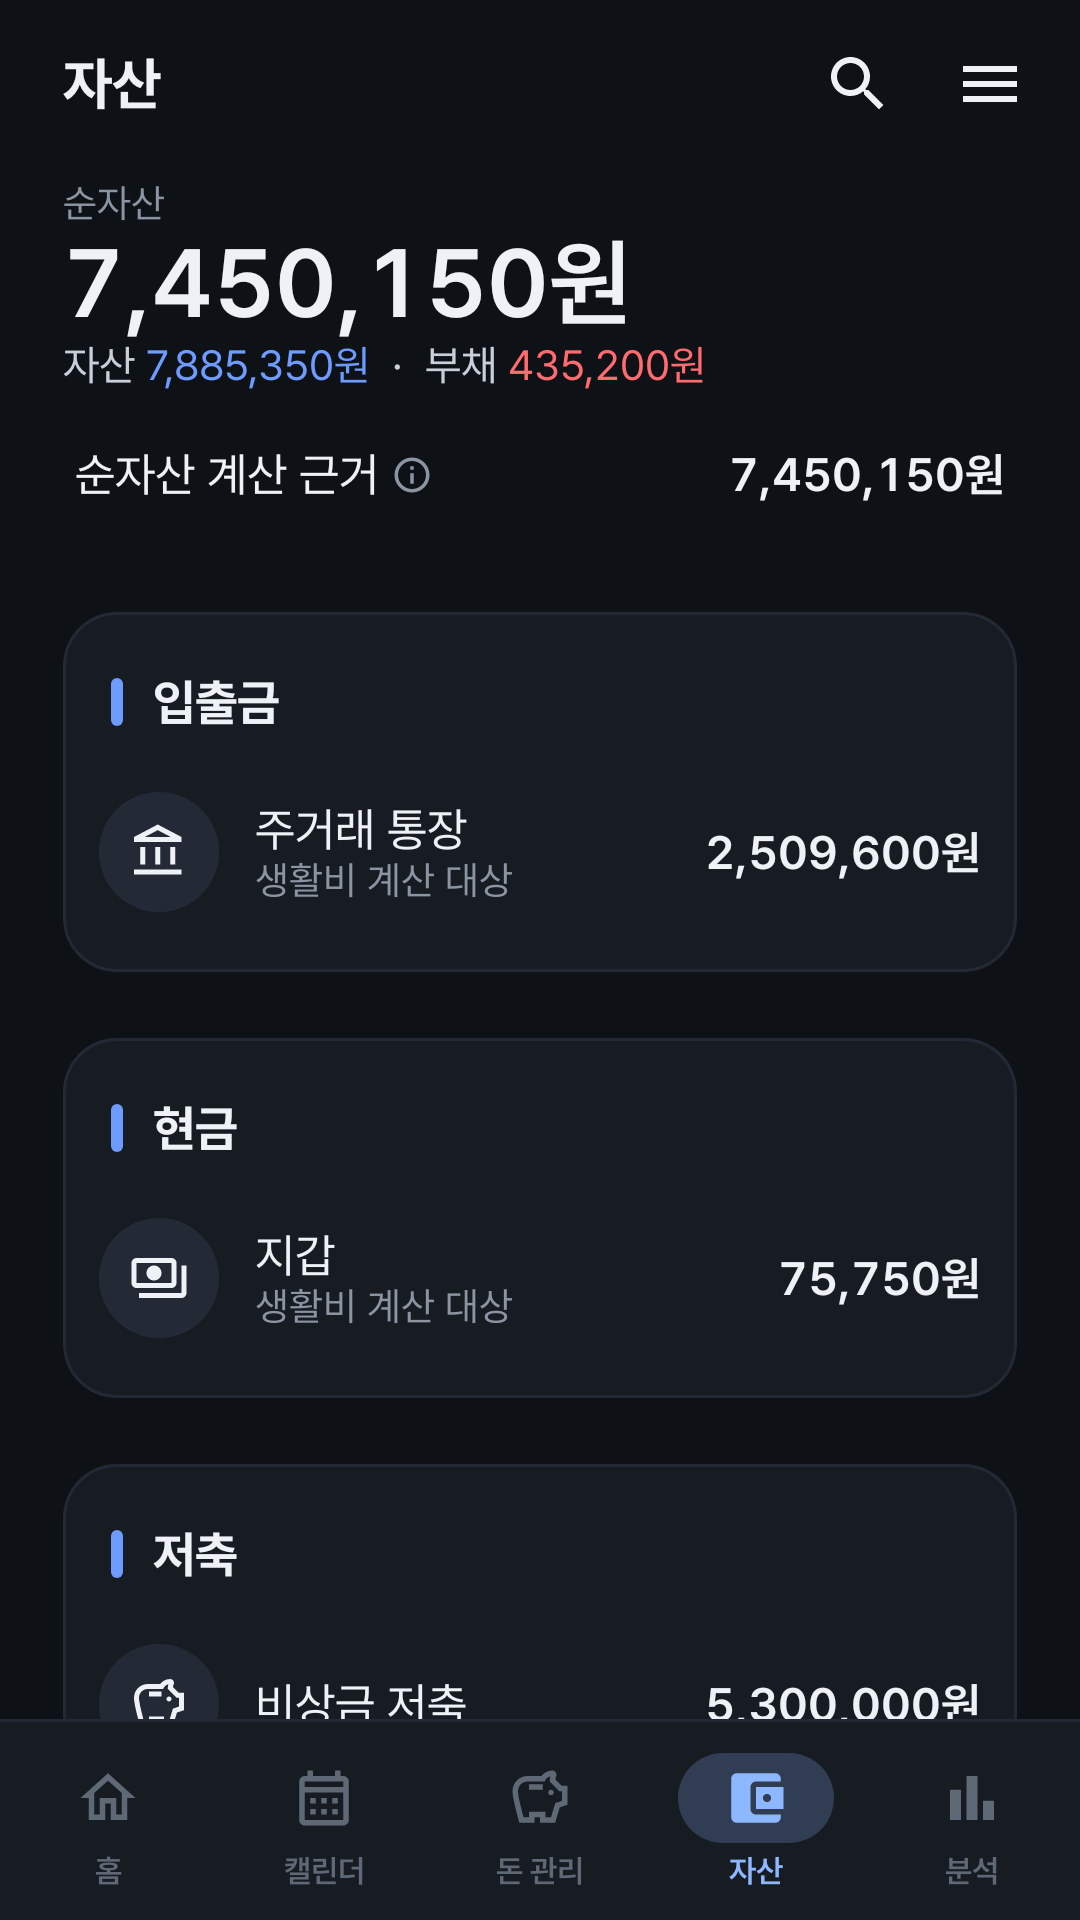 자산
순자산
7,450,150원
자산 7,885,350원 · 부채 435,200원
순자산 계산 근거 7,450,150원
입출금
주거래 통장
생활비 계산 대상
2,509,600원
현금
지갑
생활비 계산 대상
75,750원
저축
비상금 저축 5,300,000원
홈 캘린더 돈 관리 자산 분석